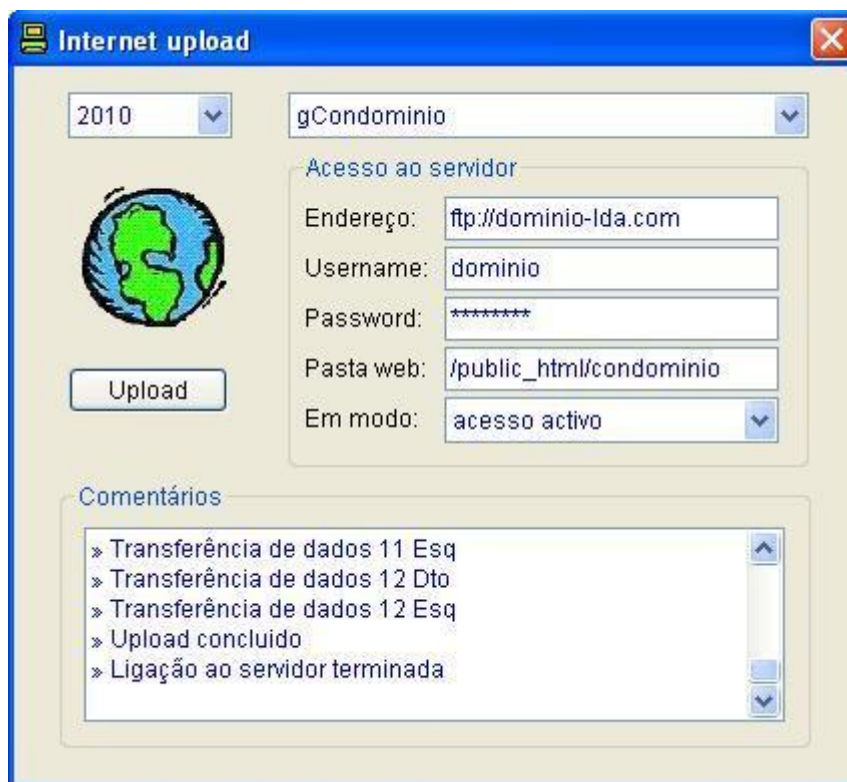 Internet upload
2010
gCondominio
Acesso ao servidor
Endereço: ftp://dominio-lda.com
Username: dominio
Password: ********
Pasta web: /public_html/condominio
Em modo: acesso activo
Upload
Comentários
» Transferência de dados 11 Esq
» Transferência de dados 12 Dto
» Transferência de dados 12 Esq
» Upload concluido
» Ligação ao servidor terminada